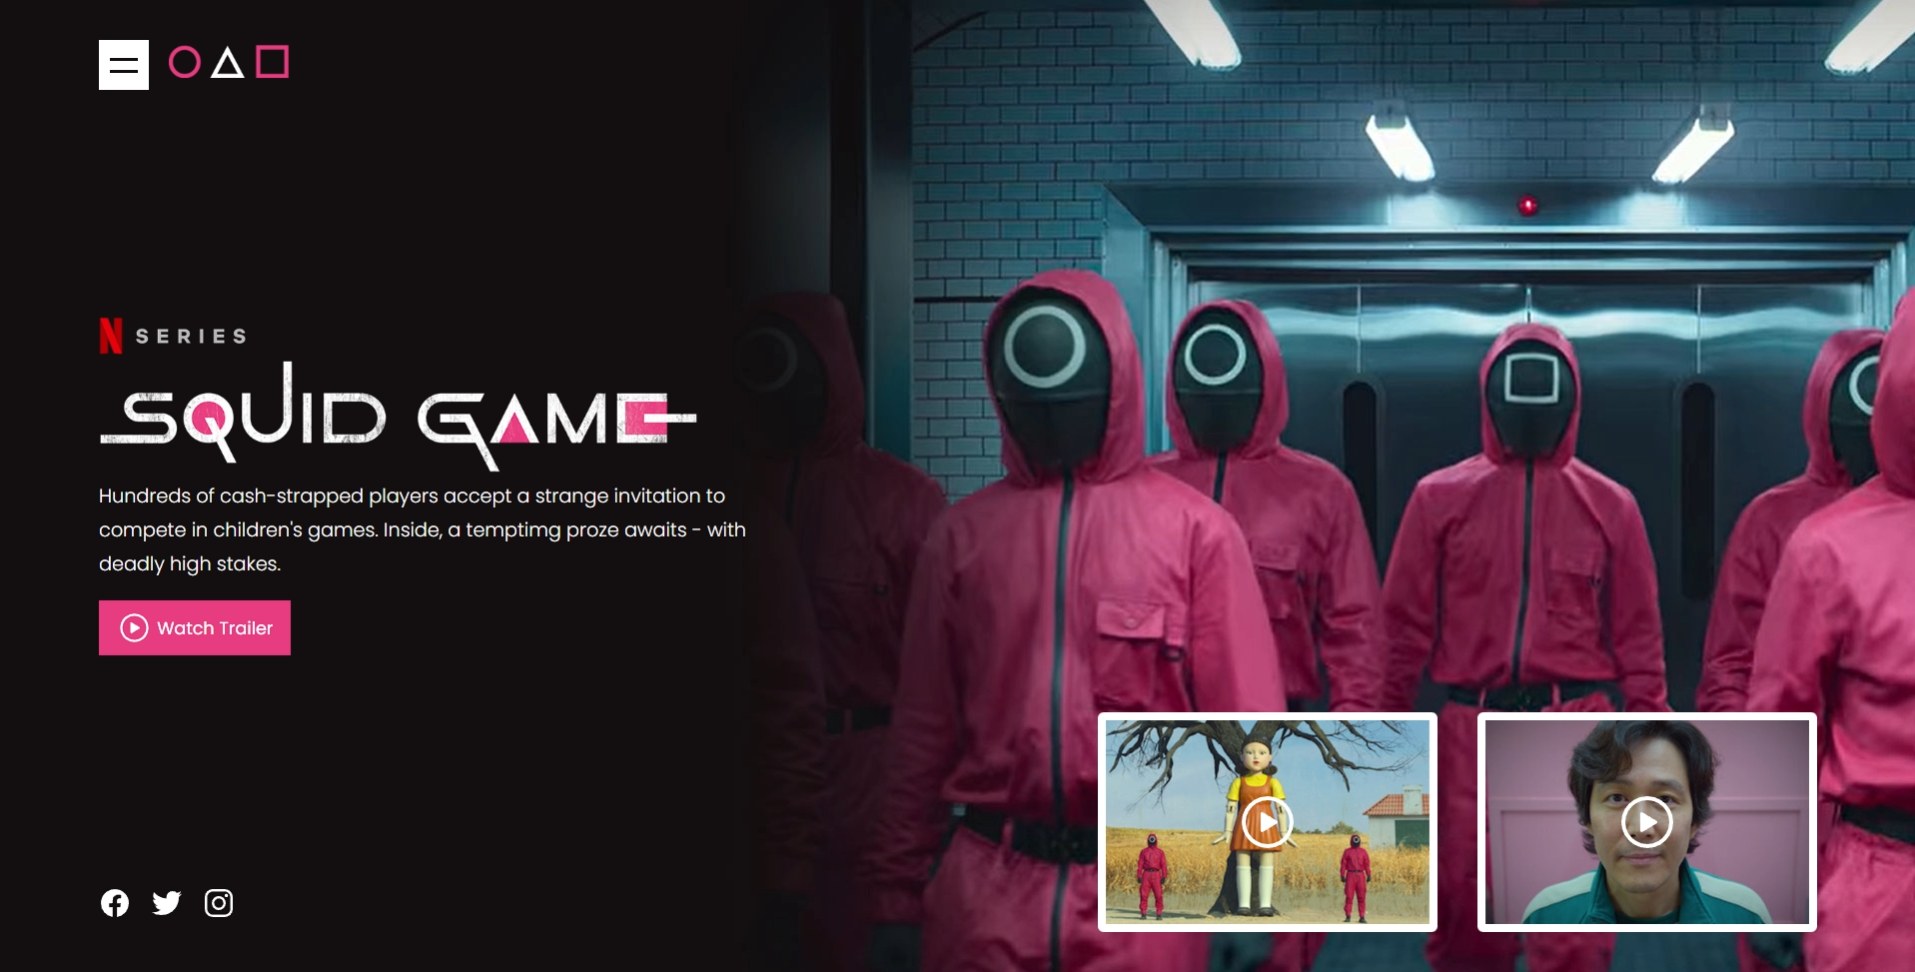 N SERIES
SQUID GAME
Hundreds of cash-strapped players accept a strange invitation to
compete in children's games. Inside, a temptimg proze awaits - with
deadly high stakes.
Watch Trailer